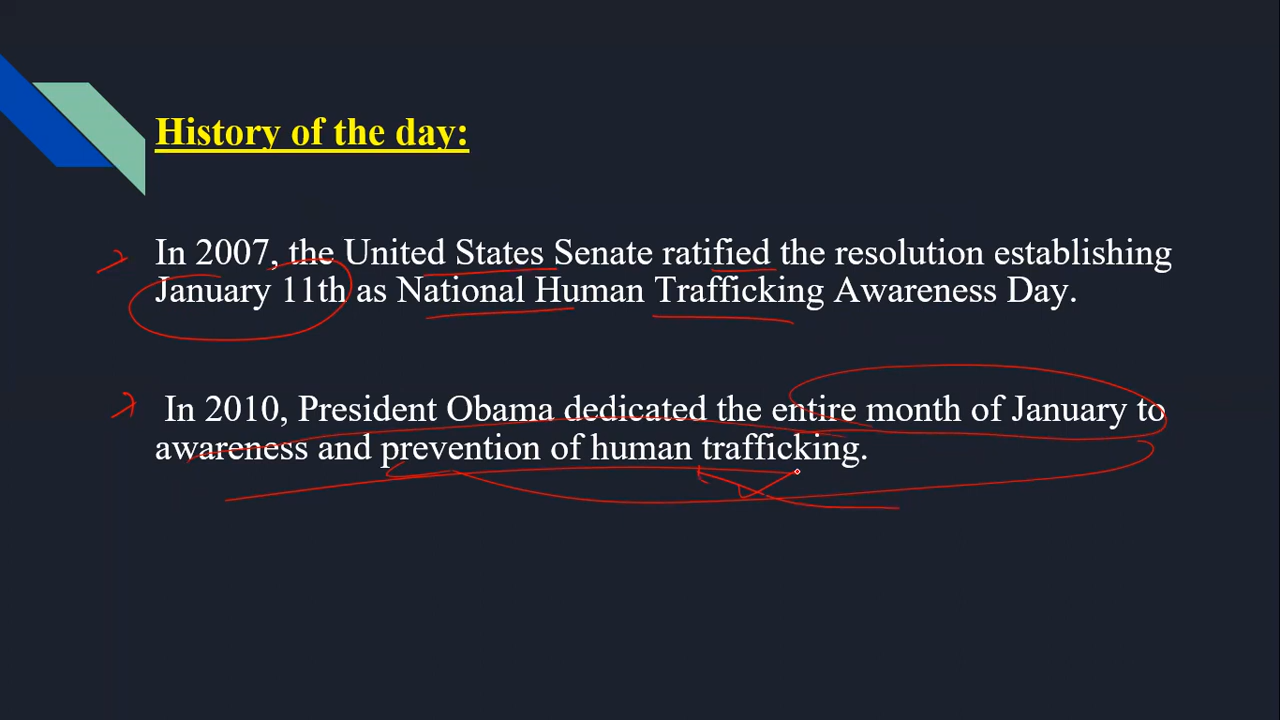 History of the day:
In 2007, the United States Senate ratified the resolution establishing
January 11th as National Human Trafficking Awareness Day.
In 2010, President Obama dedicated the entire month of January to
awareness and prevention of human trafficking.